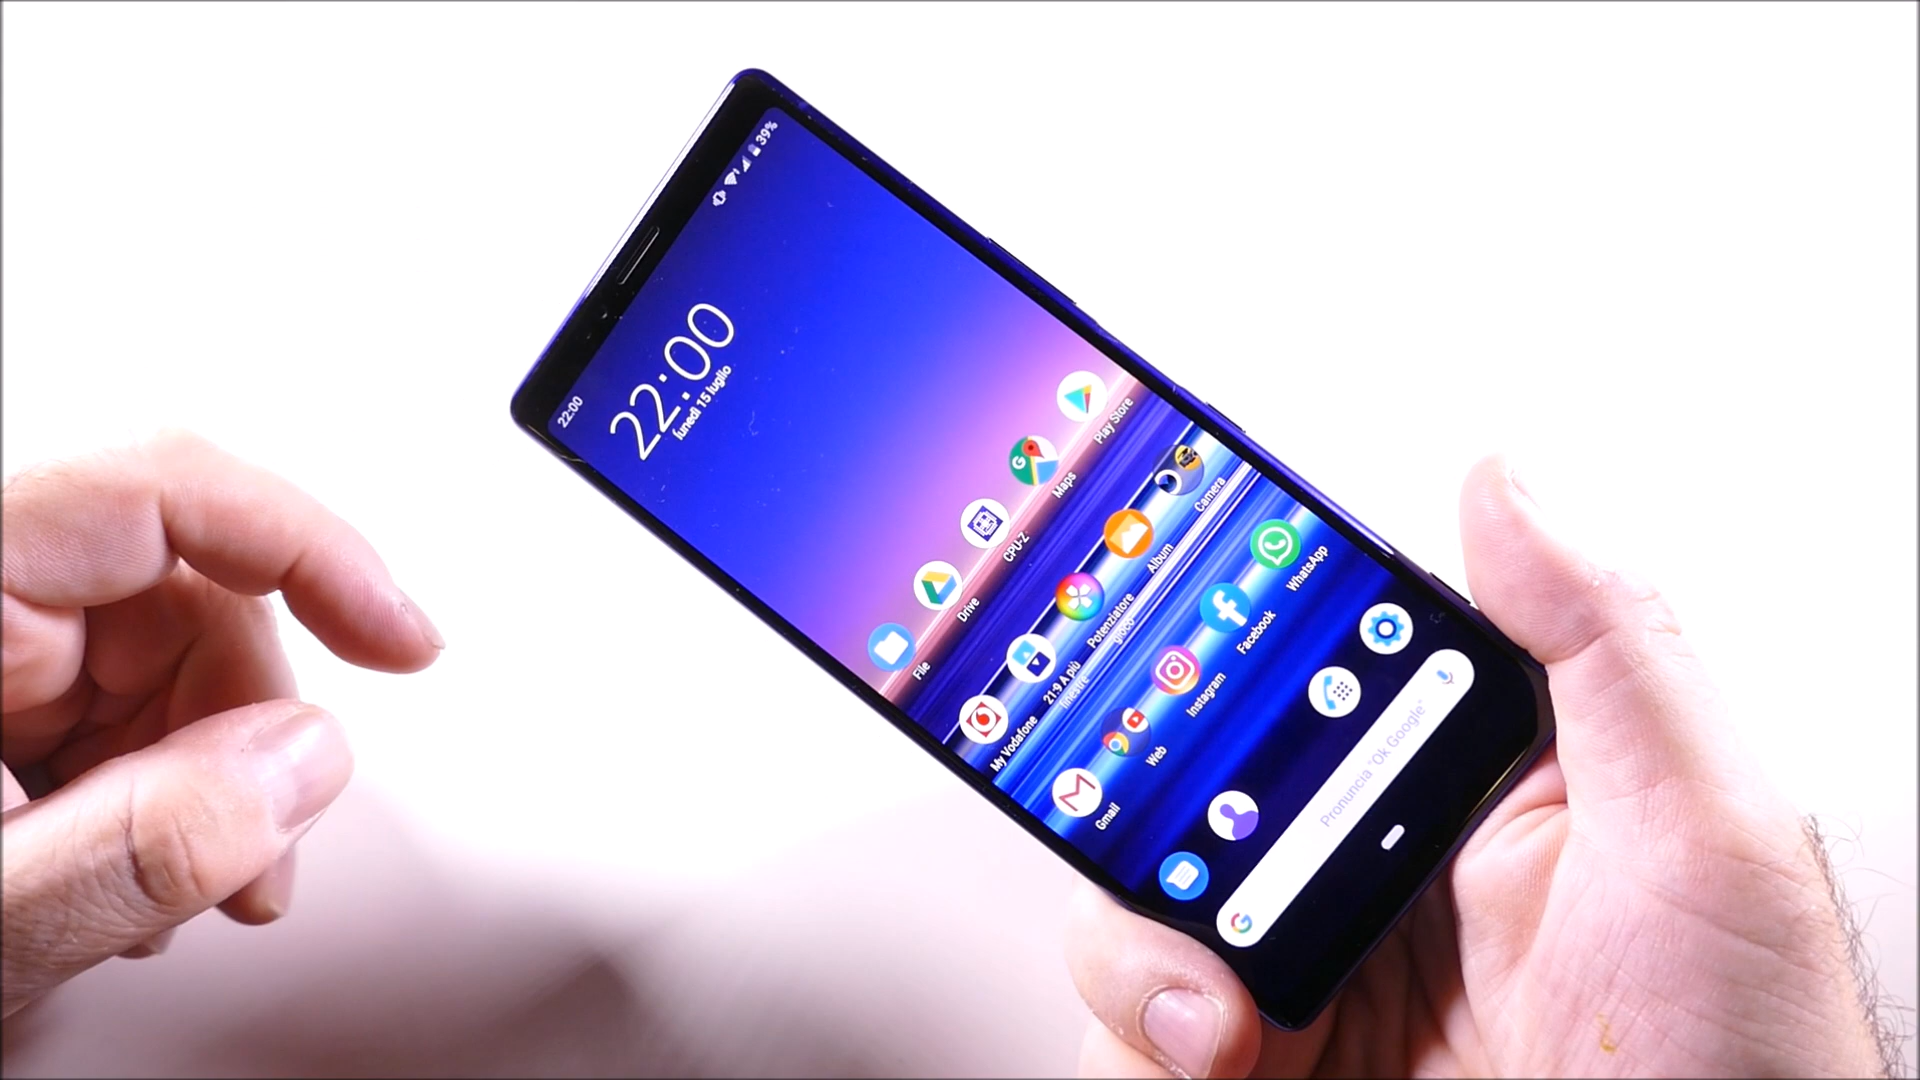 22:00
39%
22:00
lunedì 15 luglio
File
Drive
CPU-Z
Maps
Play Store
My Vodafone
21:9 A più
finestre
Potenziatore
gioco
Album
Camera
Gmail
Web
Instagram
Facebook
WhatsApp
Pronuncia "Ok Google"